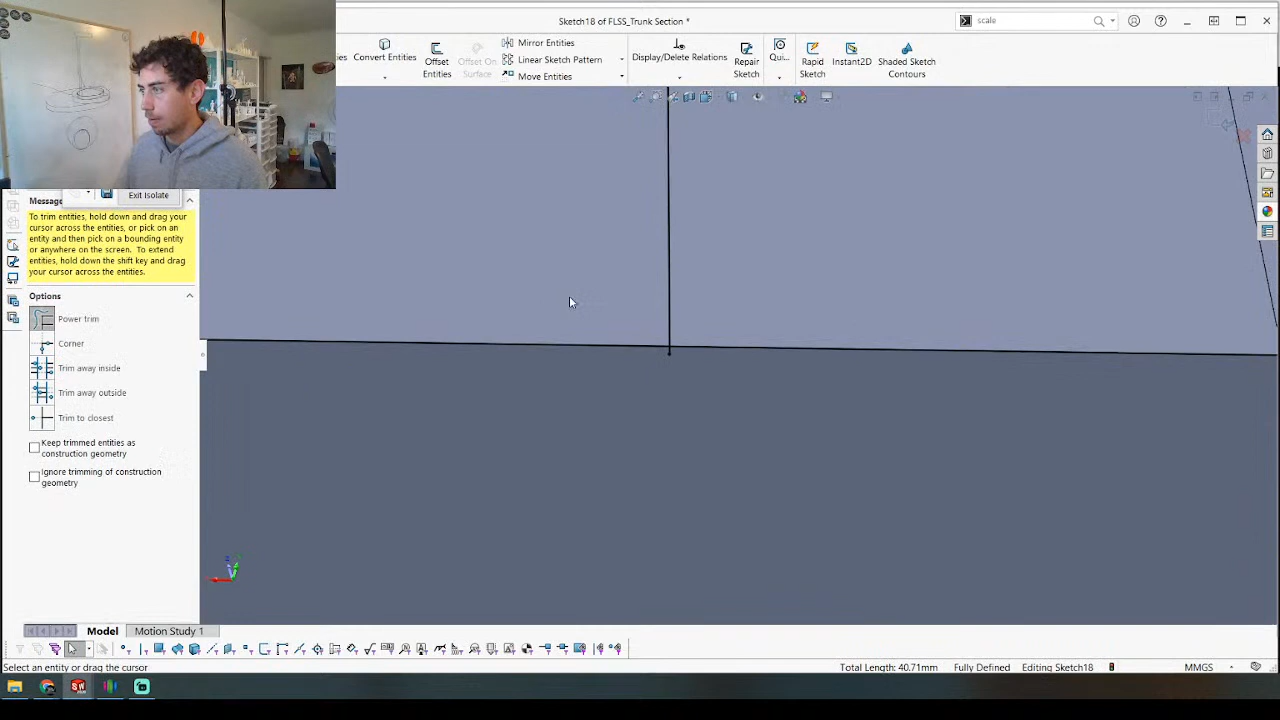 Sketch18 of FLSS_Trunk Section *
scale
Convert Entities
Offset Entities
Offset On Surface
Mirror Entities
Linear Sketch Pattern
Move Entities
Display/Delete Relations
Repair Sketch
Qui...
Rapid Sketch
Instant2D
Shaded Sketch Contours
Exit Isolate
Messag
To trim entities, hold down and drag your
cursor across the entities, or pick on an
entity and then pick on a bounding entity
or anywhere on the screen. To extend
entities, hold down the shift key and drag
your cursor across the entities.
Options
Power trim
Corner
Trim away inside
Trim away outside
Trim to closest
Keep trimmed entities as
construction geometry
Ignore trimming of construction
geometry
Model
Motion Study 1
Select an entity or drag the cursor
Total Length: 40.71mm
Fully Defined
Editing Sketch18
MMGS